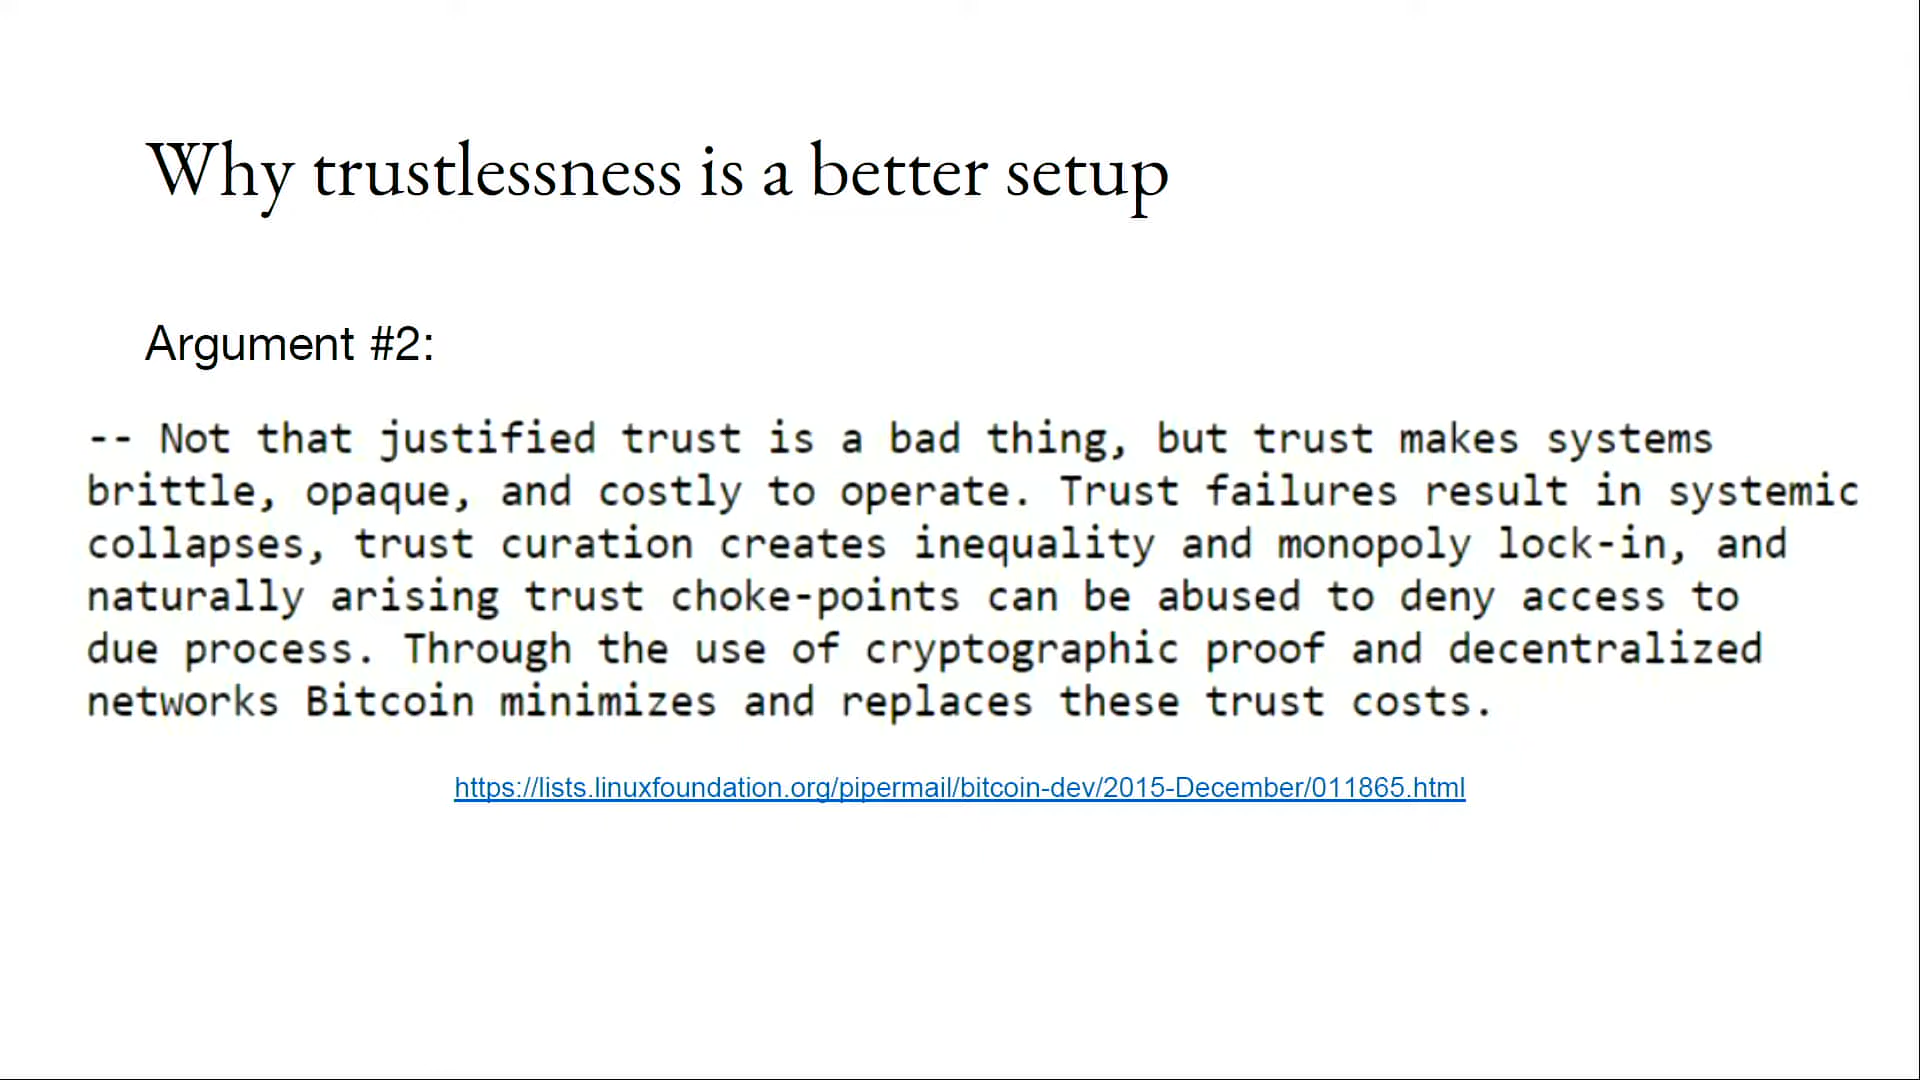 Why trustlessness is a better setup
Argument #2:
-- Not that justified trust is a bad thing, but trust makes systems
brittle, opaque, and costly to operate. Trust failures result in systemic
collapses, trust curation creates inequality and monopoly lock-in, and
naturally arising trust choke-points can be abused to deny access to
due process. Through the use of cryptographic proof and decentralized
networks Bitcoin minimizes and replaces these trust costs.
https://lists.linuxfoundation.org/pipermail/bitcoin-dev/2015-December/011865.html